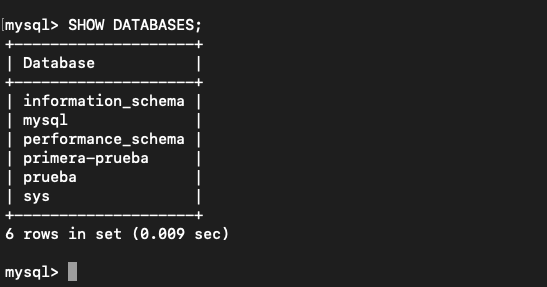 mysql> SHOW DATABASES;
+--------------------+
| Database           |
+--------------------+
| information_schema |
| mysql              |
| performance_schema |
| primera-prueba     |
| prueba             |
| sys                |
+--------------------+
6 rows in set (0.009 sec)
mysql>